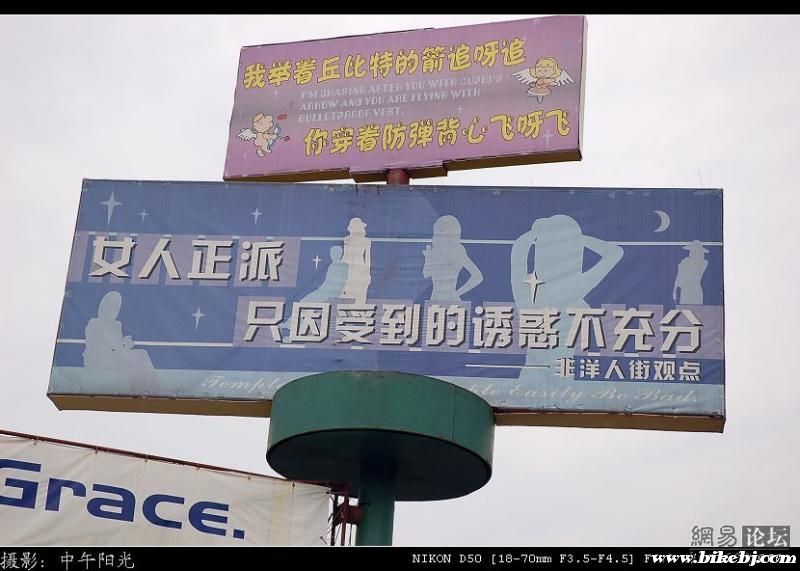 我举着丘比特的箭追呀追
I'M CHASING AFTER YOU WITH CUPID'S
ARROW AND YOU ARE FLYING WITH
BULLETPROOF VEST.
你穿着防弹背心飞呀飞
女人正派
只因受到的诱惑不充分
——非洋人街观点
Easily Be Bad.
Grace.
網易 论坛
摄影: 中午阳光
NIKON D50 [18-70mm F3.5-F4.5]
www.bikebj.com